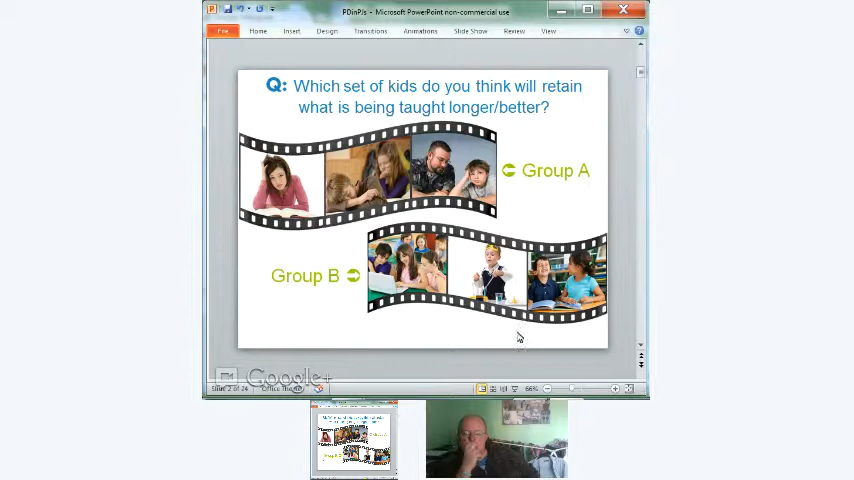 PDinPJs - Microsoft PowerPoint non-commercial use
File Home Insert Design Transitions Animations Slide Show Review View
Q: Which set of kids do you think will retain
what is being taught longer/better?
Group A
Group B
Google+
Slide 2 of 24 Office Theme 66%